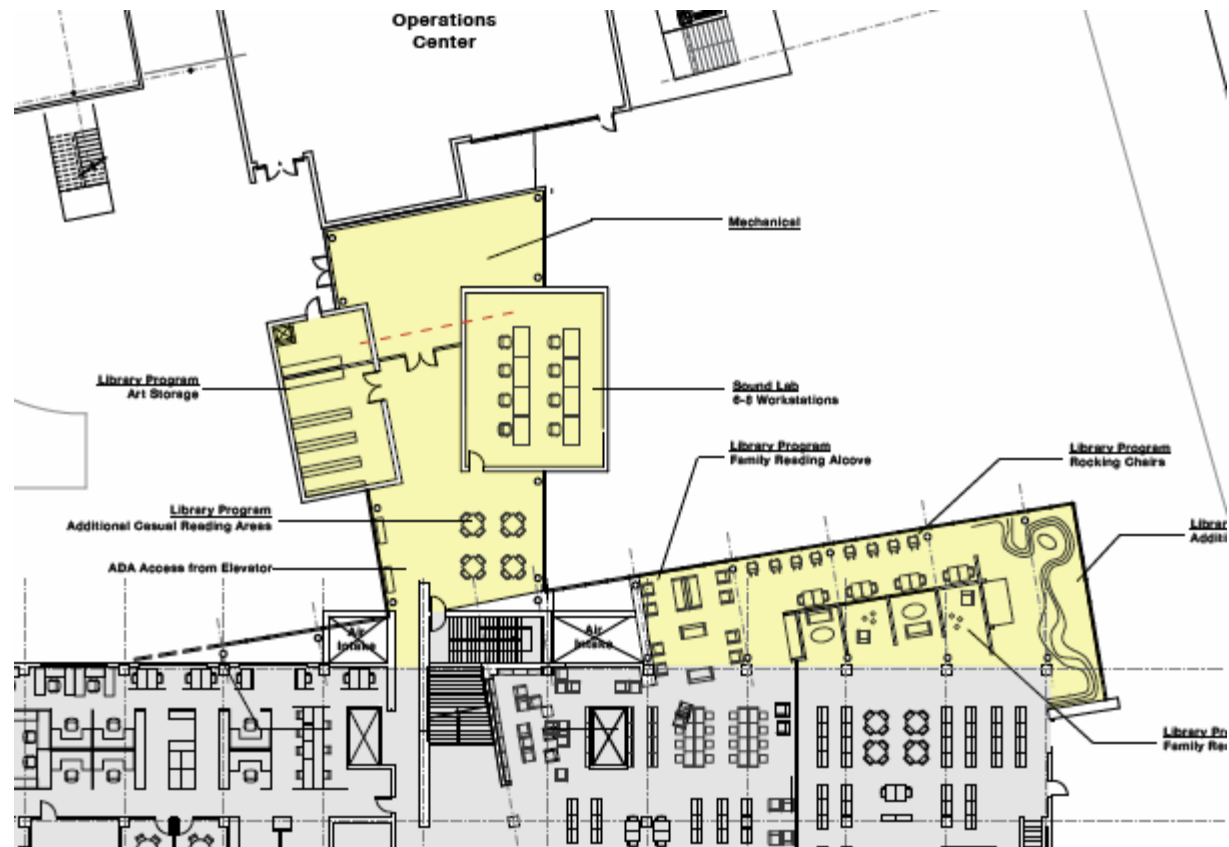 Operations
Center
Mechanical
Library Program
Art Storage
Sound Lab
6-8 Workstations
Library Program
Family Reading Alcove
Library Program
Rocking Chairs
Library Program
Additional Casual Reading Areas
ADA Access from Elevator
Air
Intake
Air
Intake